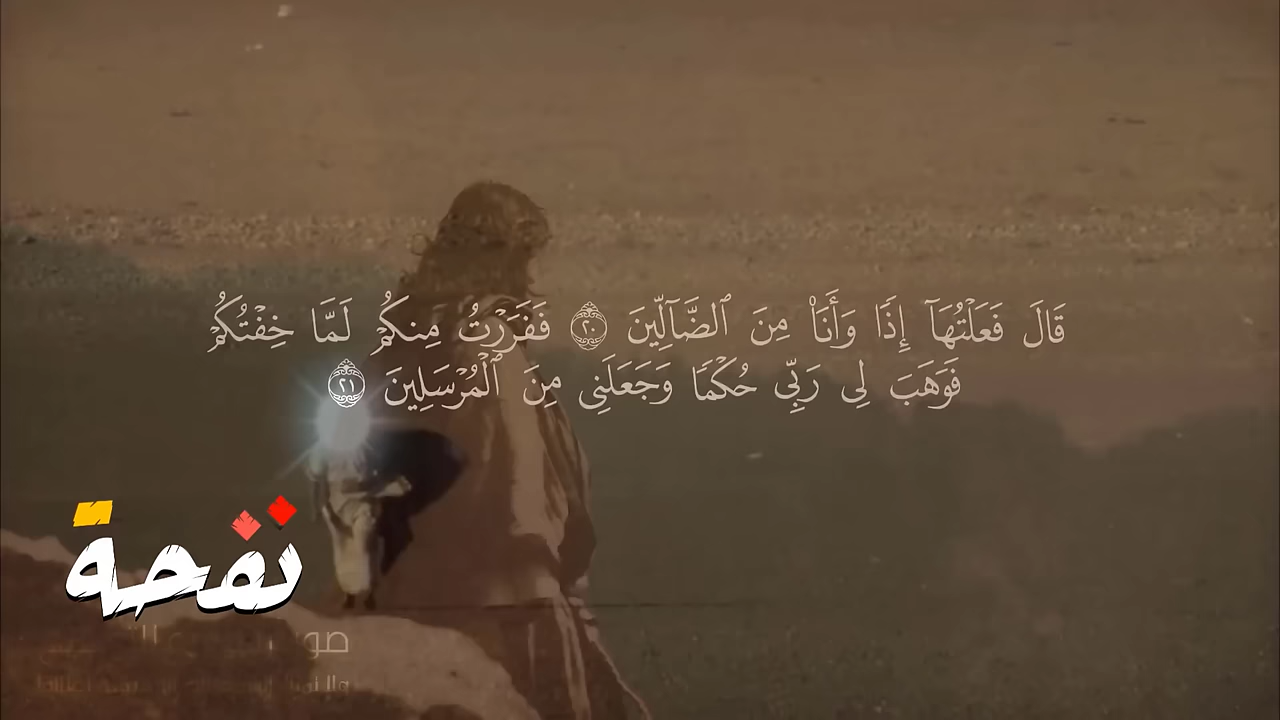 قَالَ فَعَلْتُهَآ إِذًا وَأَنَا۠ مِنَ ٱلضَّآلِّينَ ٢٠ فَفَرَرْتُ مِنكُمْ لَمَّا خِفْتُكُمْ
فَوَهَبَ لِى رَبِّى حُكْمًا وَجَعَلَنِى مِنَ ٱلْمُرْسَلِينَ ٢١
نفحة